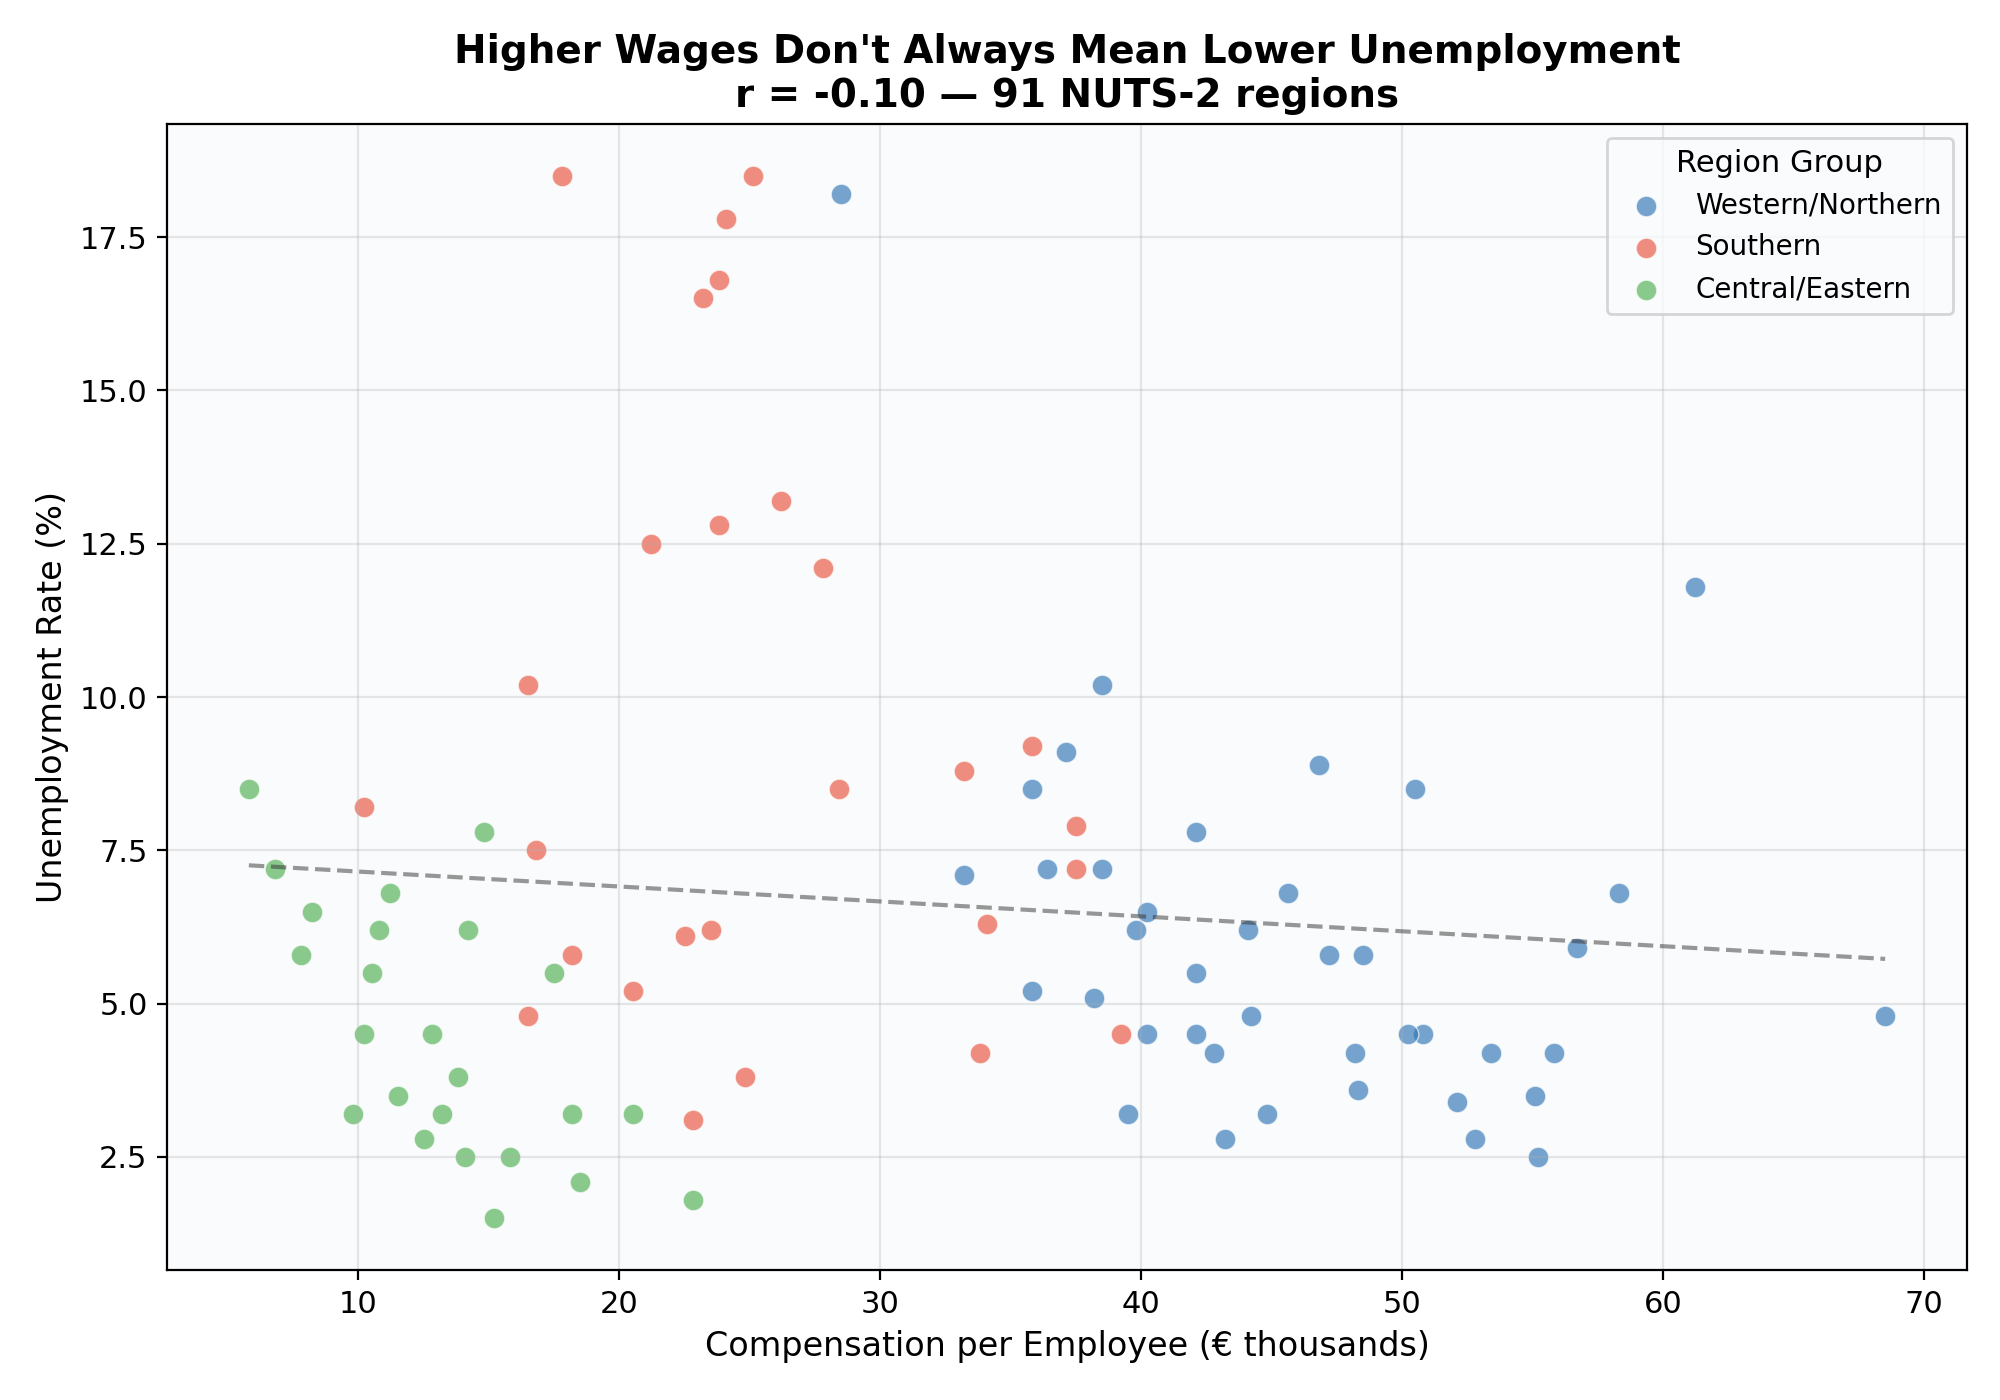 Higher Wages Don't Always Mean Lower Unemployment
r = -0.10 — 91 NUTS-2 regions
Region Group
Western/Northern
Southern
Central/Eastern
Unemployment Rate (%)
17.5
15.0
12.5
10.0
7.5
5.0
2.5
10 20 30 40 50 60 70
Compensation per Employee (€ thousands)